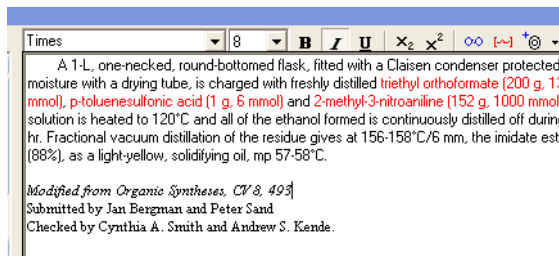 Times 8 B I U X₂ X²
A 1-L, one-necked, round-bottomed flask, fitted with a Claisen condenser protected
moisture with a drying tube, is charged with freshly distilled triethyl orthoformate (200 g,
mmol), p-toluenesulfonic acid (1 g, 6 mmol) and 2-methyl-3-nitroaniline (152 g, 1000 mmol
solution is heated to 120°C and all of the ethanol formed is continuously distilled off
hr. Fractional vacuum distillation of the residue gives at 156-158°C/6 mm, the imidate
(88%), as a light-yellow, solidifying oil, mp 57-58°C.
Modified from Organic Syntheses, CV 8, 493
Submitted by Jan Bergman and Peter Sand
Checked by Cynthia A. Smith and Andrew S. Kende.